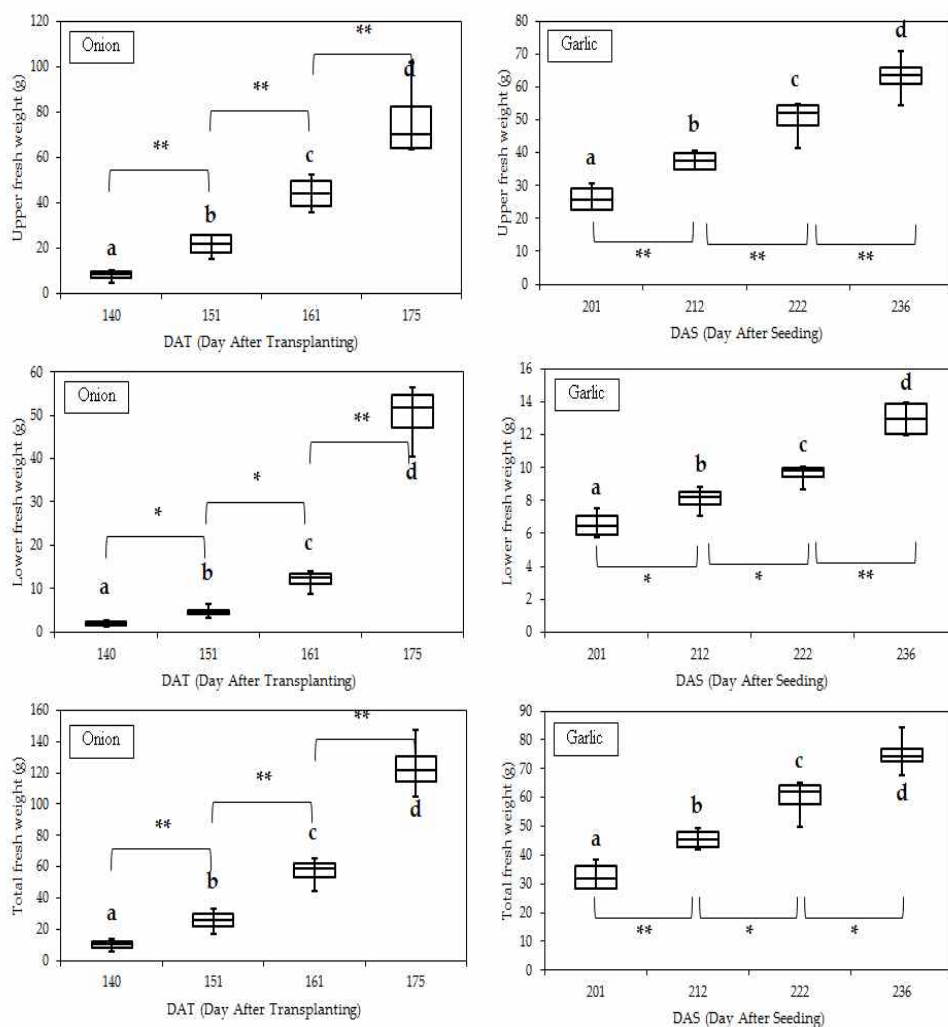 Onion
Upper fresh weight (g)
120
100
80
60
40
20
0
a
b
c
d
**
**
**
140 151 161 175
DAT (Day After Transplanting)
Garlic
Upper fresh weight (g)
80
70
60
50
40
30
20
10
0
a
b
c
d
** ** **
201 212 222 236
DAS (Day After Seeding)
Onion
Lower fresh weight (g)
60
50
40
30
20
10
0
a
b
c
d
*
*
**
140 151 161 175
DAT (Day After Transplanting)
Garlic
Lower fresh weight (g)
16
14
12
10
8
6
4
2
0
a
b
c
d
* * **
201 212 222 236
DAS (Day After Seeding)
Onion
Total fresh weight (g)
160
140
120
100
80
60
40
20
0
a
b
c
d
**
**
**
140 151 161 175
DAT (Day After Transplanting)
Garlic
Total fresh weight (g)
90
80
70
60
50
40
30
20
10
0
a
b
c
d
** * *
201 212 222 236
DAS (Day After Seeding)